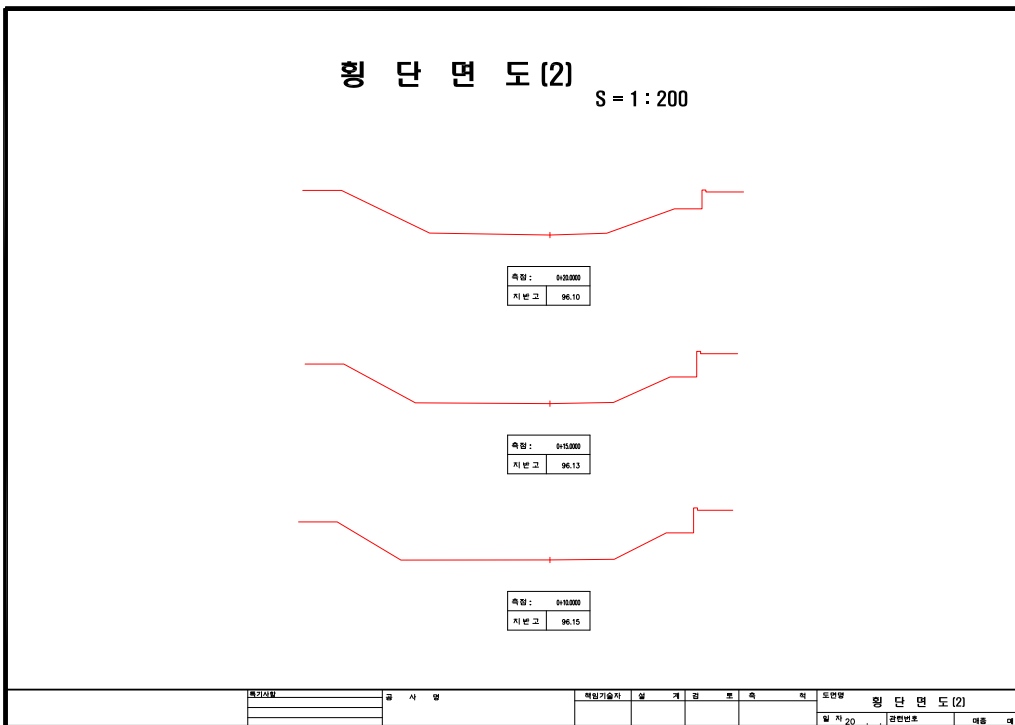 횡 단 면 도 (2)
S = 1 : 200
측점 : 0+20.0000
지 반 고 96.10
측점 : 0+15.0000
지 반 고 96.13
측점 : 0+10.0000
지 반 고 96.15
특기사항 공 사 명 책임기술자 설 계 검 토 축 척 도면명 횡 단 면 도 (2)
일 자 20 . . 관련번호 매중